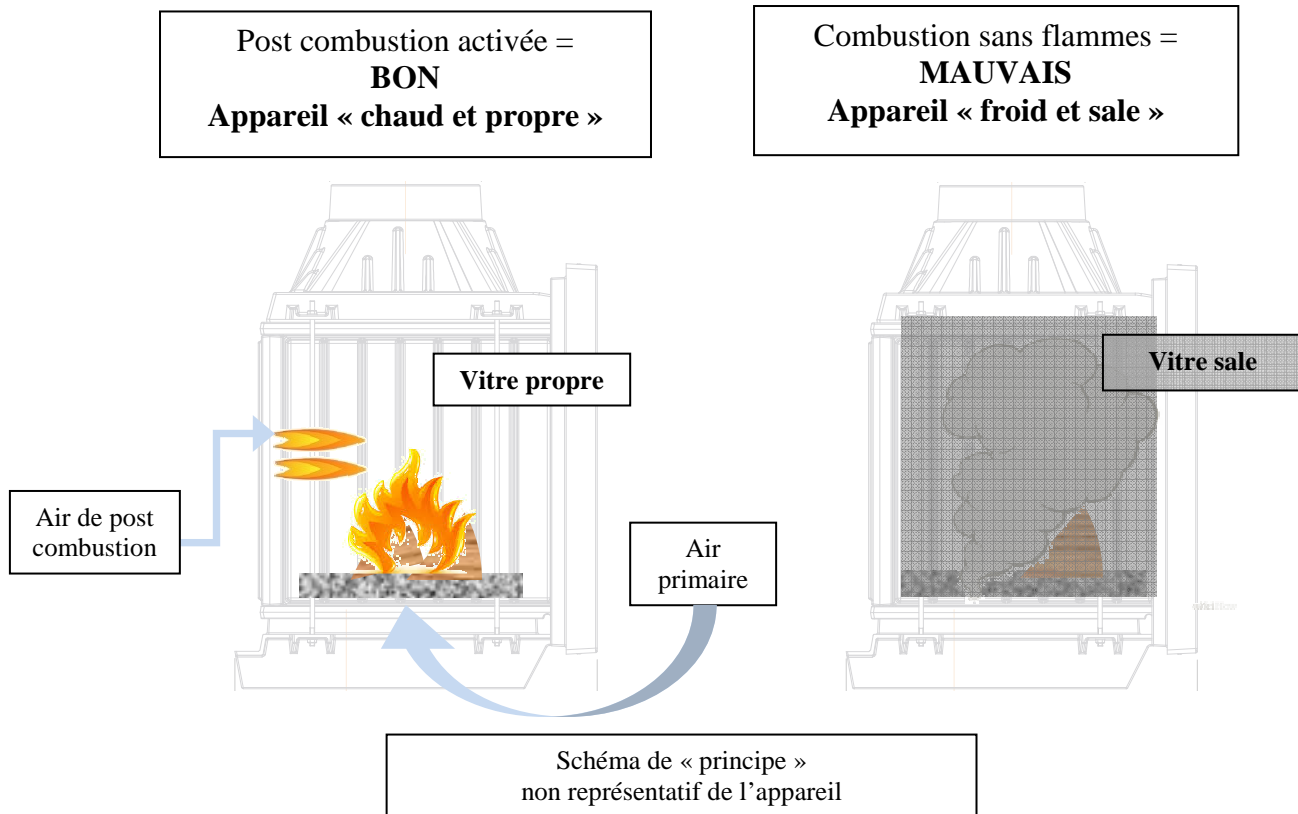 Post combustion activée =
BON
Appareil « chaud et propre »
Combustion sans flammes =
MAUVAIS
Appareil « froid et sale »
Vitre propre
Vitre sale
Air de post
combustion
Air
primaire
Schéma de « principe »
non représentatif de l’appareil